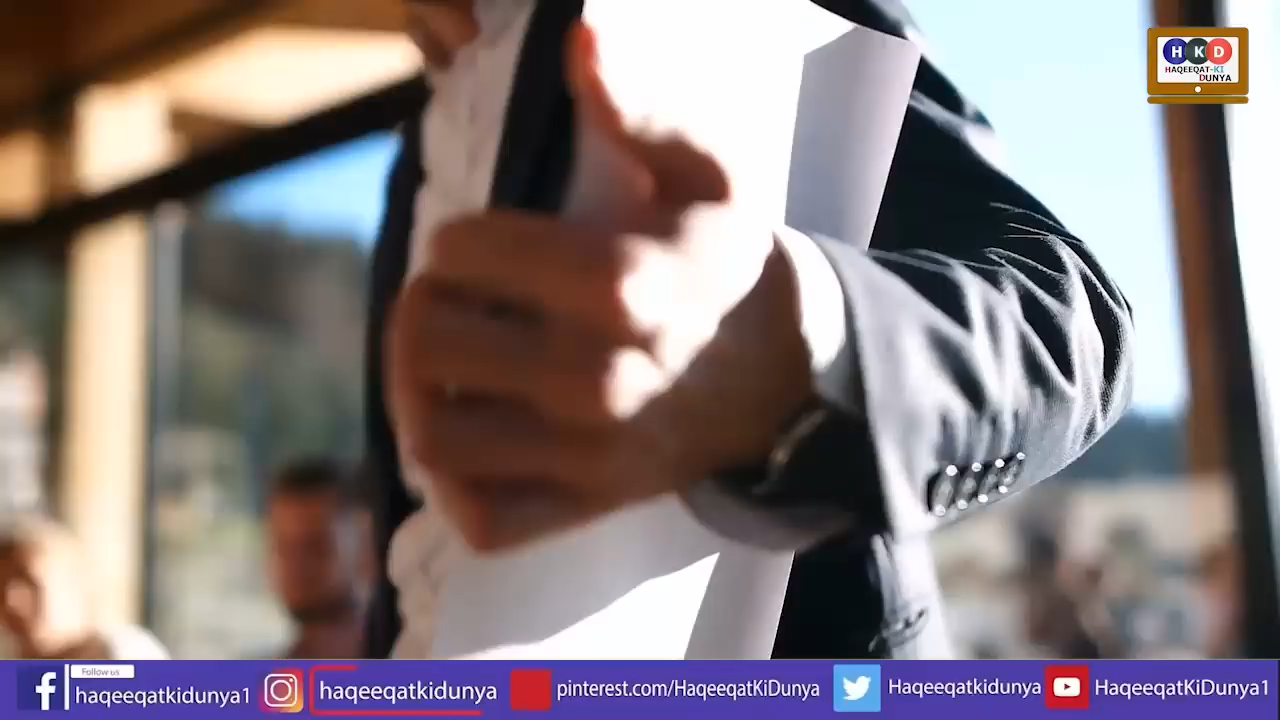 HKD
HAQEEQAT-KI
DUNYA
Follow us
haqeeqatkidunya1
haqeeqatkidunya
pinterest.com/HaqeeqatKiDunya
Haqeeqatkidunya
HaqeeqatKiDunya1